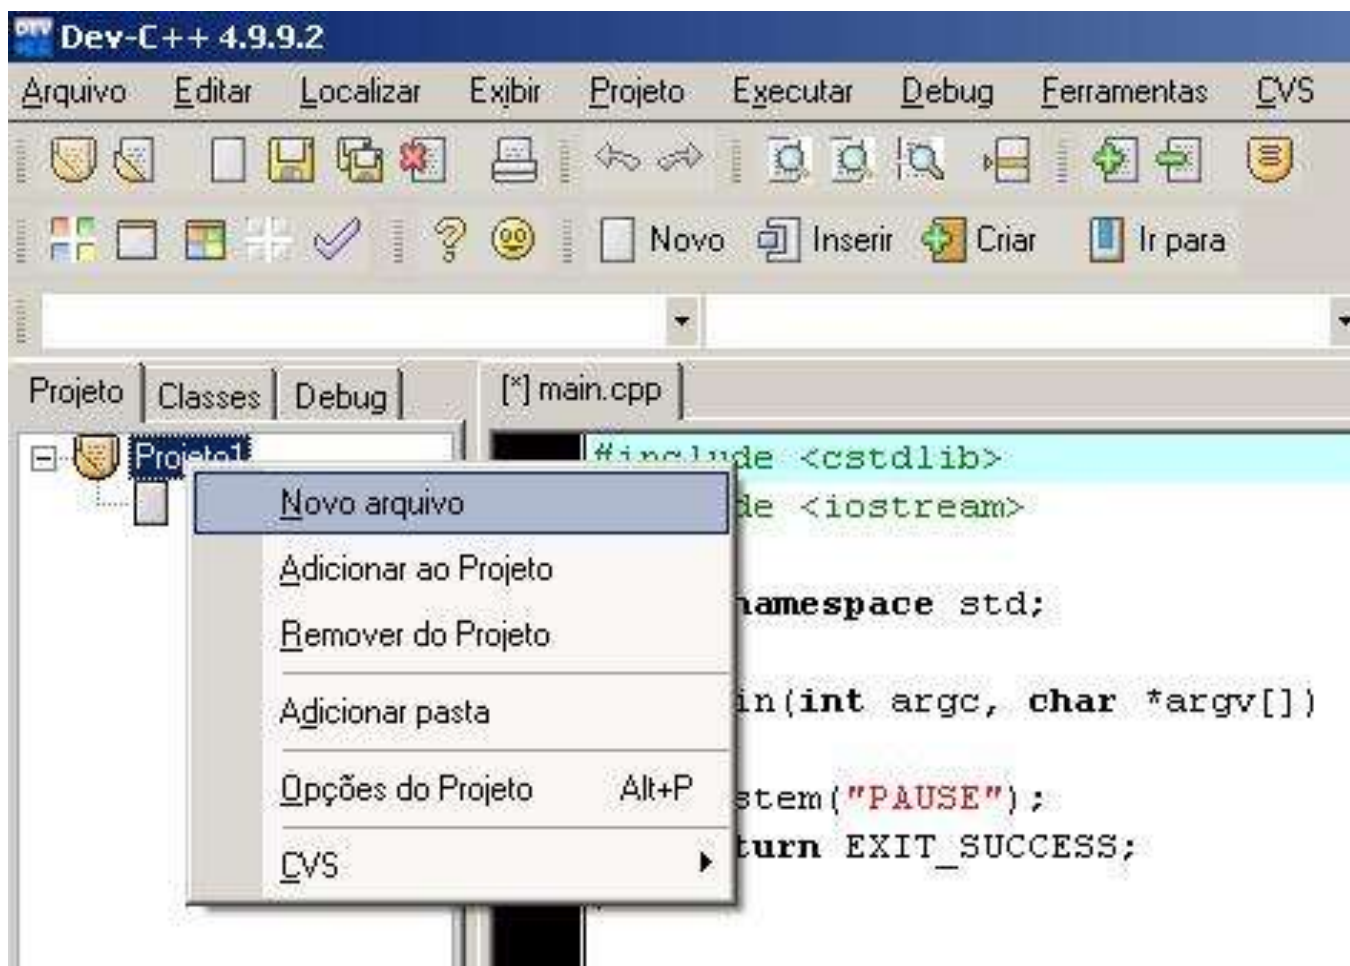 Dev-C++ 4.9.9.2
Arquivo Editar Localizar Exibir Projeto Executar Debug Ferramentas CVS
Novo Inserir Criar Ir para
Projeto Classes Debug [*] main.cpp
Projeto1 #include <cstdlib>
Novo arquivo de <iostream>
Adicionar ao Projeto
namespace std;
Remover do Projeto
Adicionar pasta in(int argc, char *argv[])
Opções do Projeto Alt+P stem("PAUSE");
CVS turn EXIT_SUCCESS;